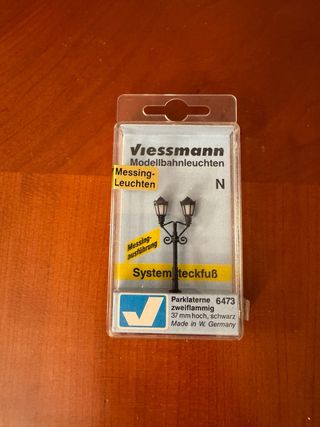 Viessmann
Modellbahnleuchten
Messing-
Leuchten
N
Messing-
ausführung
Systemsteckfuß
Parklaterne 6473
zweiflammig
37 mm hoch, schwarz
Made in W. Germany